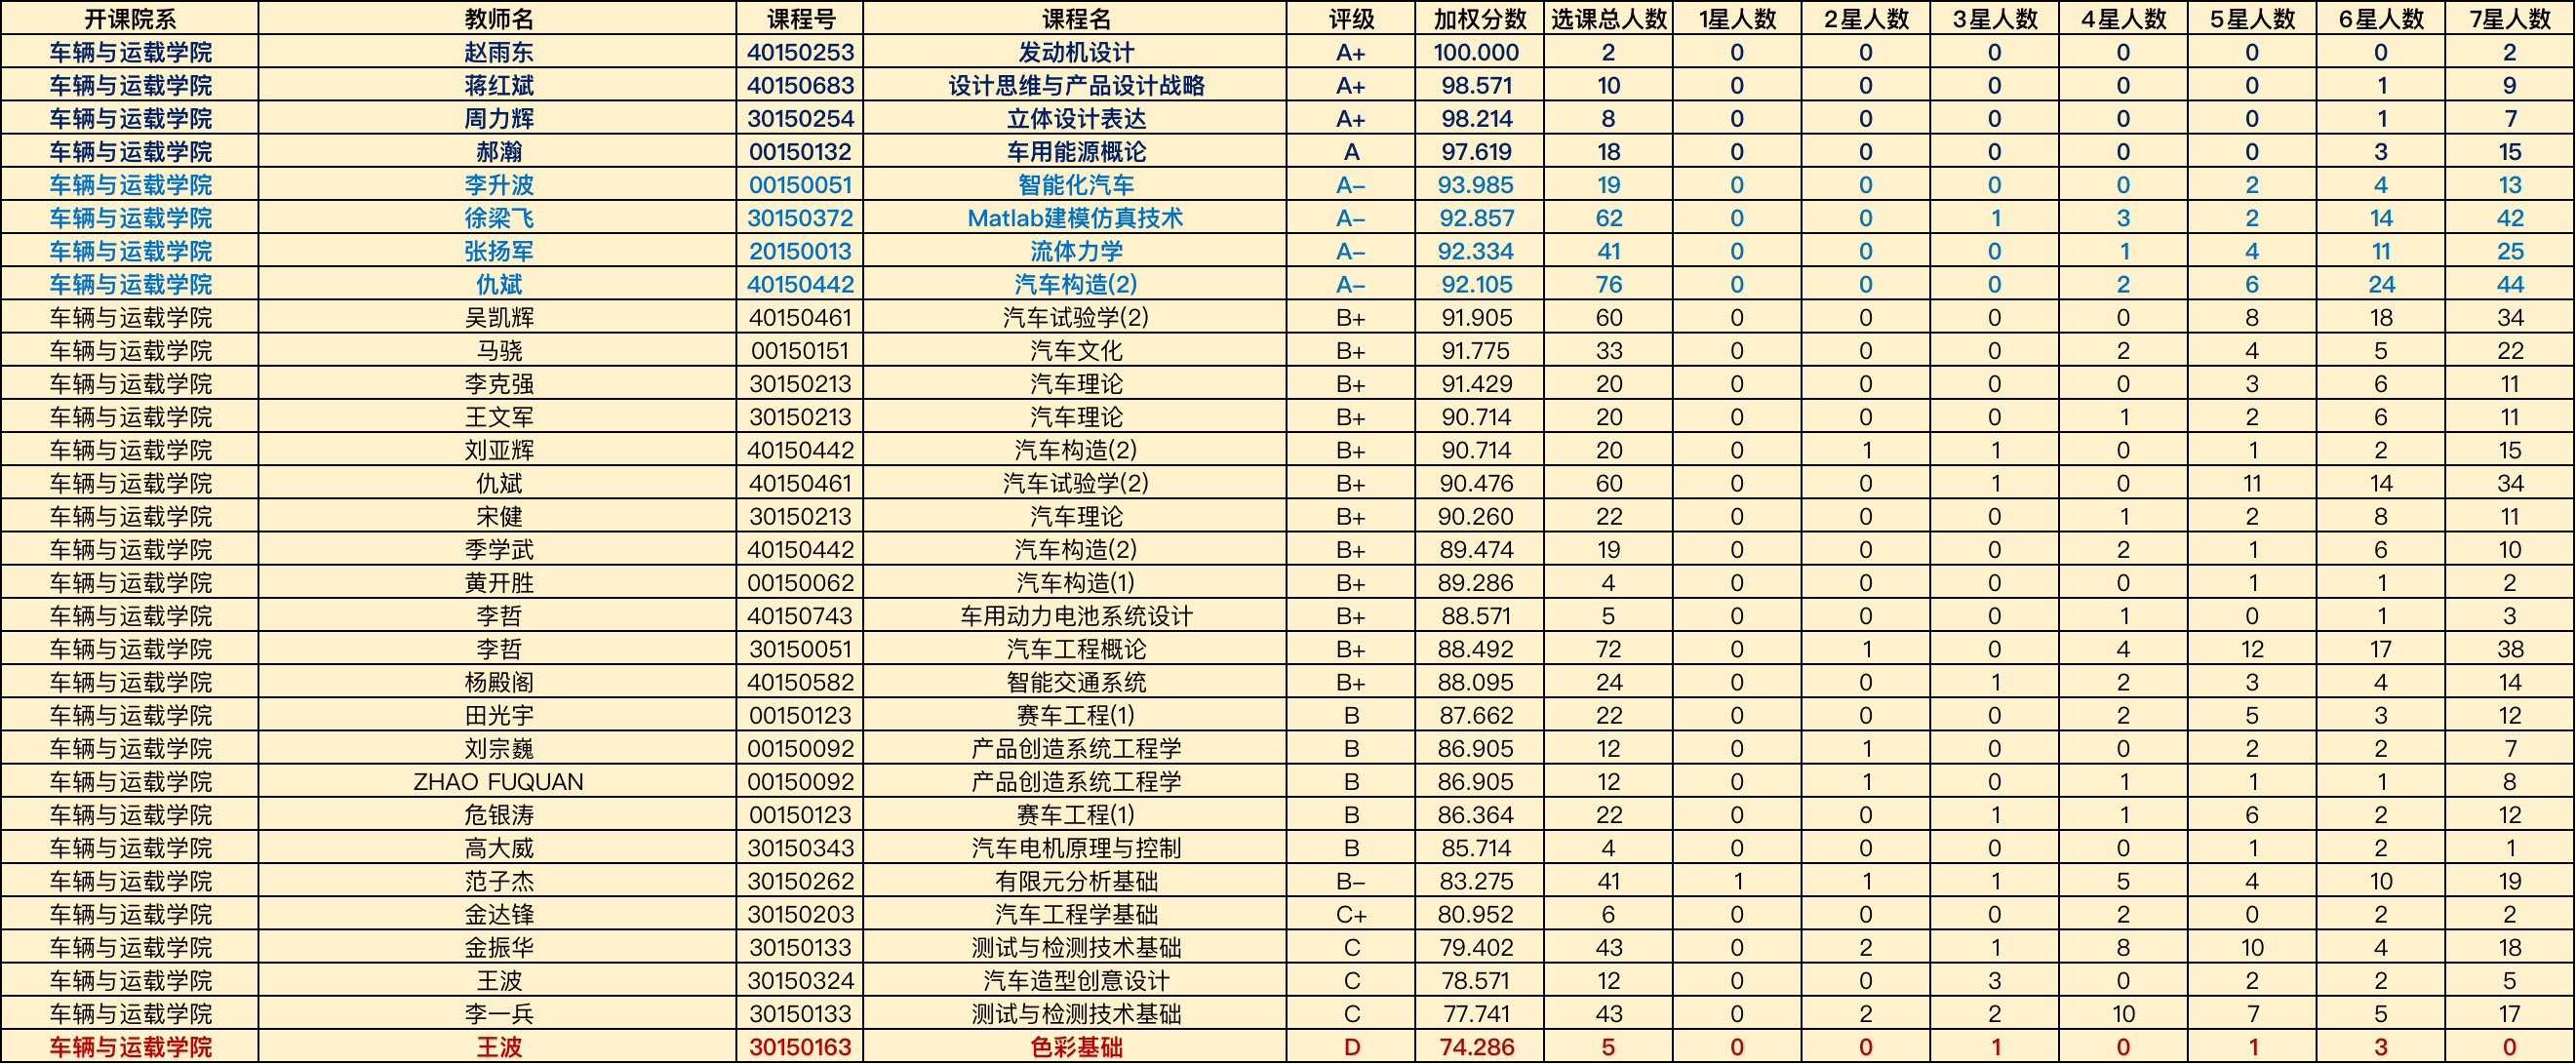 开课院系 教师名 课程号 课程名 评级 加权分数 选课总人数 1星人数 2星人数 3星人数 4星人数 5星人数 6星人数 7星人数
车辆与运载学院 赵雨东 40150253 发动机设计 A+ 100.000 2 0 0 0 0 0 0 2
车辆与运载学院 蒋红斌 40150683 设计思维与产品设计战略 A+ 98.571 10 0 0 0 0 0 1 9
车辆与运载学院 周力辉 30150254 立体设计表达 A+ 98.214 8 0 0 0 0 0 1 7
车辆与运载学院 郝瀚 00150132 车用能源概论 A 97.619 18 0 0 0 0 0 3 15
车辆与运载学院 李升波 00150051 智能化汽车 A− 93.985 19 0 0 0 0 2 4 13
车辆与运载学院 徐梁飞 30150372 Matlab建模仿真技术 A− 92.857 62 0 0 1 3 2 14 42
车辆与运载学院 张扬军 20150013 流体力学 A− 92.334 41 0 0 0 1 4 11 25
车辆与运载学院 仇斌 40150442 汽车构造(2) A− 92.105 76 0 0 0 2 6 24 44
车辆与运载学院 吴凯辉 40150461 汽车试验学(2) B+ 91.905 60 0 0 0 0 8 18 34
车辆与运载学院 马骁 00150151 汽车文化 B+ 91.775 33 0 0 0 2 4 5 22
车辆与运载学院 李克强 30150213 汽车理论 B+ 91.429 20 0 0 0 0 3 6 11
车辆与运载学院 王文军 30150213 汽车理论 B+ 90.714 20 0 0 0 1 2 6 11
车辆与运载学院 刘亚辉 40150442 汽车构造(2) B+ 90.714 20 0 1 1 0 1 2 15
车辆与运载学院 仇斌 40150461 汽车试验学(2) B+ 90.476 60 0 0 1 0 11 14 34
车辆与运载学院 宋健 30150213 汽车理论 B+ 90.260 22 0 0 0 1 2 8 11
车辆与运载学院 季学武 40150442 汽车构造(2) B+ 89.474 19 0 0 0 2 1 6 10
车辆与运载学院 黄开胜 00150062 汽车构造(1) B+ 89.286 4 0 0 0 0 1 1 2
车辆与运载学院 李哲 40150743 车用动力电池系统设计 B+ 88.571 5 0 0 0 1 0 1 3
车辆与运载学院 李哲 30150051 汽车工程概论 B+ 88.492 72 0 1 0 4 12 17 38
车辆与运载学院 杨殿阁 40150582 智能交通系统 B+ 88.095 24 0 0 1 2 3 4 14
车辆与运载学院 田光宇 00150123 赛车工程(1) B 87.662 22 0 0 0 2 5 3 12
车辆与运载学院 刘宗巍 00150092 产品创造系统工程学 B 86.905 12 0 1 0 0 2 2 7
车辆与运载学院 ZHAO FUQUAN 00150092 产品创造系统工程学 B 86.905 12 0 1 0 1 1 1 8
车辆与运载学院 危银涛 00150123 赛车工程(1) B 86.364 22 0 0 1 1 6 2 12
车辆与运载学院 高大威 30150343 汽车电机原理与控制 B 85.714 4 0 0 0 0 1 2 1
车辆与运载学院 范子杰 30150262 有限元分析基础 B− 83.275 41 1 1 1 5 4 10 19
车辆与运载学院 金达锋 30150203 汽车工程学基础 C+ 80.952 6 0 0 0 2 0 2 2
车辆与运载学院 金振华 30150133 测试与检测技术基础 C 79.402 43 0 2 1 8 10 4 18
车辆与运载学院 王波 30150324 汽车造型创意设计 C 78.571 12 0 0 3 0 2 2 5
车辆与运载学院 李一兵 30150133 测试与检测技术基础 C 77.741 43 0 2 2 10 7 5 17
车辆与运载学院 王波 30150163 色彩基础 D 74.286 5 0 0 1 0 1 3 0